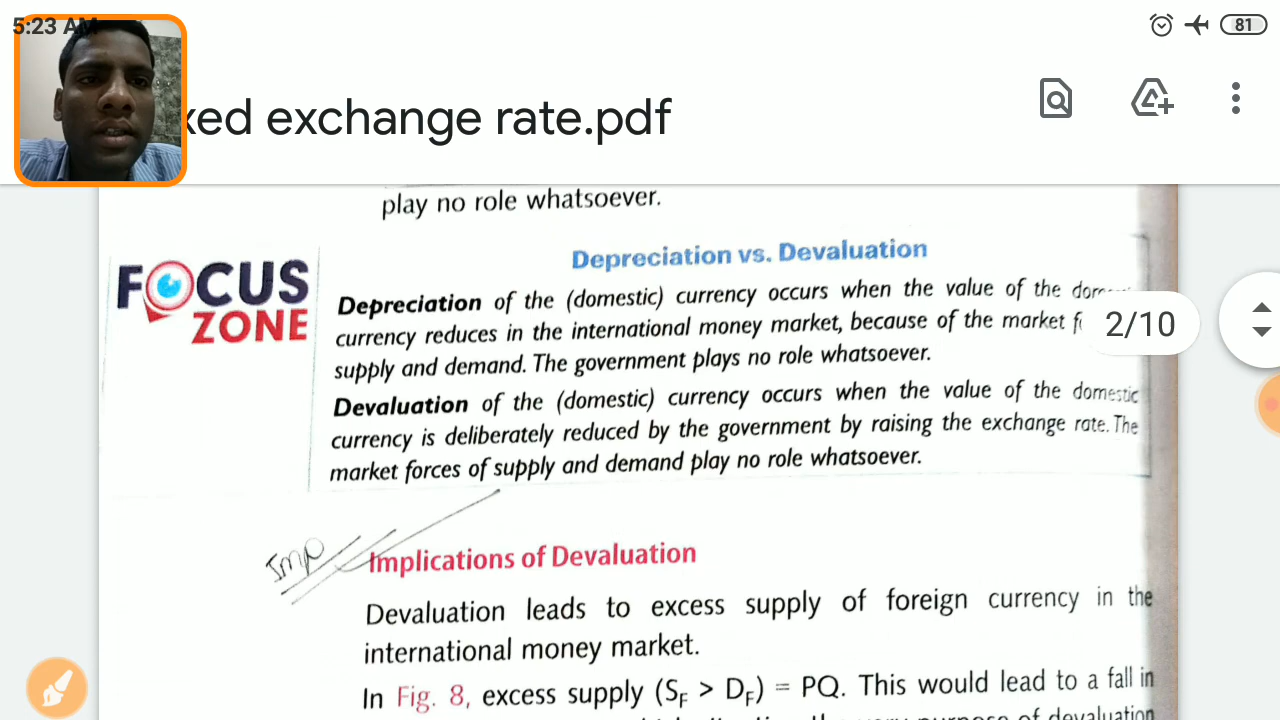 5:23 AM
81
xed exchange rate.pdf
play no role whatsoever.
FOCUS
ZONE
Depreciation vs. Devaluation
Depreciation of the (domestic) currency occurs when the value of the
currency reduces in the international money market, because of the market
2/10
supply and demand. The government plays no role whatsoever.
Devaluation of the (domestic) currency occurs when the value of the domestic
currency is deliberately reduced by the government by raising the exchange rate. The
market forces of supply and demand play no role whatsoever.
Imp
Implications of Devaluation
Devaluation leads to excess supply of foreign currency in the
international money market.
In Fig. 8, excess supply (SF > DF) = PQ. This would lead to a fall in
purpose of devaluation